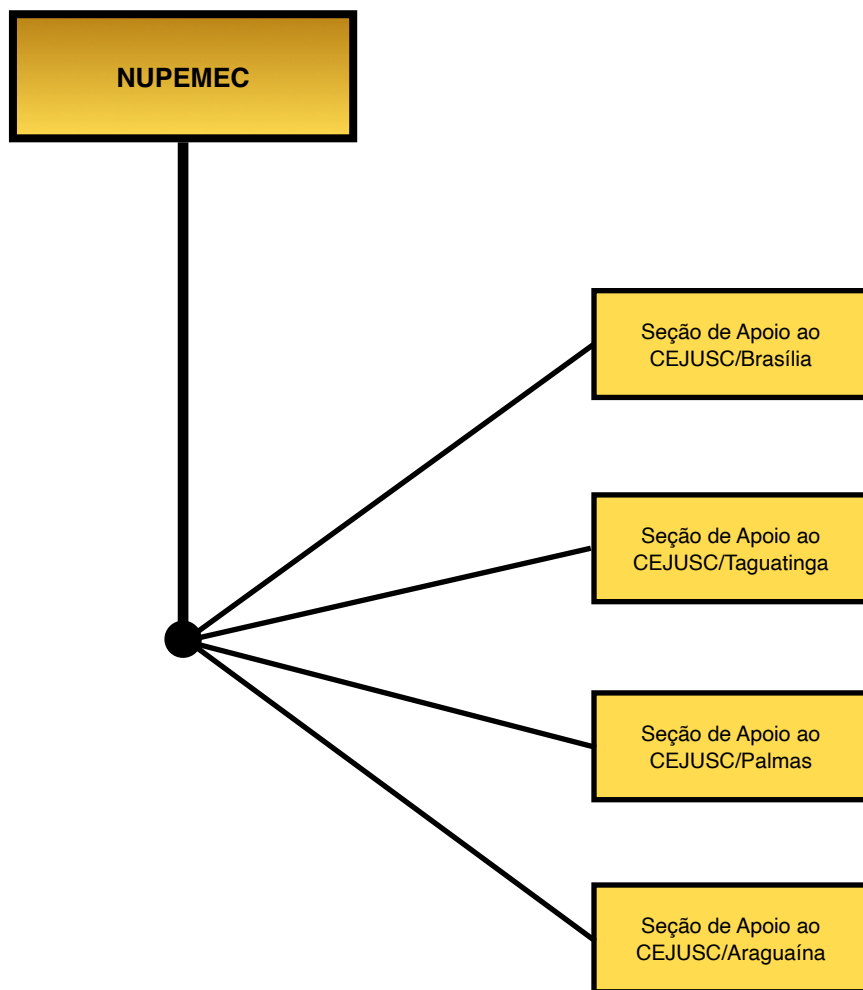 NUPEMEC
Seção de Apoio ao
CEJUSC/Brasília
Seção de Apoio ao
CEJUSC/Taguatinga
Seção de Apoio ao
CEJUSC/Palmas
Seção de Apoio ao
CEJUSC/Araguaína